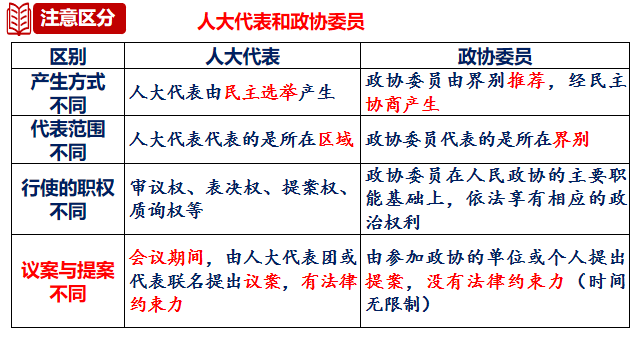 注意区分
人大代表和政协委员
区别
人大代表
政协委员
产生方式
不同
人大代表由民主选举产生
政协委员由界别推荐，经民主
协商产生
代表范围
不同
人大代表代表的是所在区域
政协委员代表的是所在界别
行使的职权
不同
审议权、表决权、提案权、
质询权等
政协委员在人民政协的主要职
能基础上，依法享有相应的政
治权利
议案与提案
不同
会议期间，由人大代表团或
代表联名提出议案，有法律
约束力
由参加政协的单位或个人提出
提案，没有法律约束力（时间
无限制）